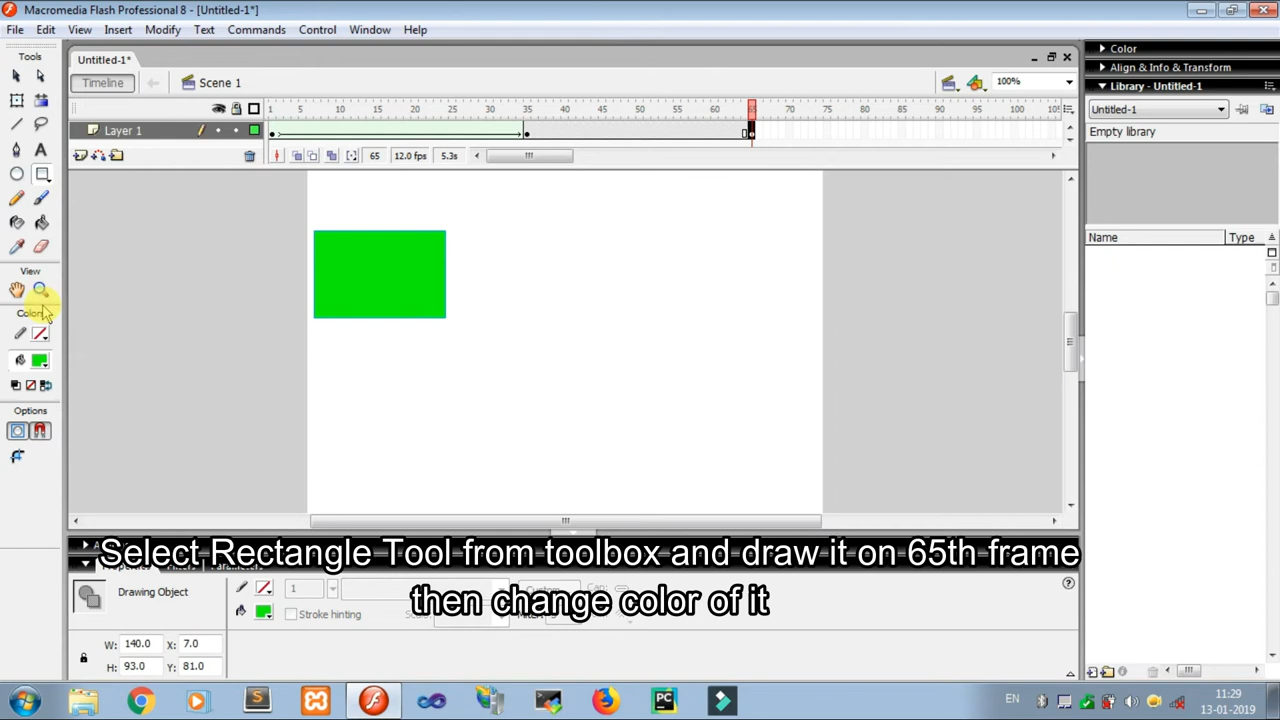 Macromedia Flash Professional 8 - [Untitled-1*]
File Edit View Insert Modify Text Commands Control Window Help
Tools
Untitled-1*
Timeline
Scene 1
100%
1 5 10 15 20 25 30 35 40 45 50 55 60 65 70 75 80 85 90 95 100 105
Layer 1
65 12.0 fps 5.3s
View
Colors
Options
Color
Align & Info & Transform
Library - Untitled-1
Untitled-1
Empty library
Name Type
Select Rectangle Tool from toolbox and draw it on 65th frame
then change color of it
Drawing Object
1
Stroke hinting
W: 140.0 X: 7.0
H: 93.0 Y: 81.0
EN
11:29
13-01-2019